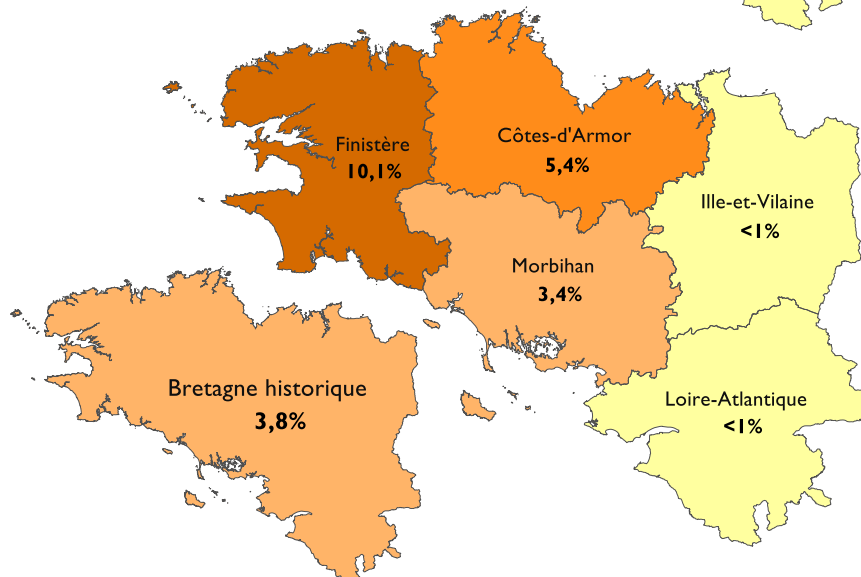 Finistère
10,1%
Côtes-d'Armor
5,4%
Ille-et-Vilaine
<1%
Morbihan
3,4%
Bretagne historique
3,8%
Loire-Atlantique
<1%